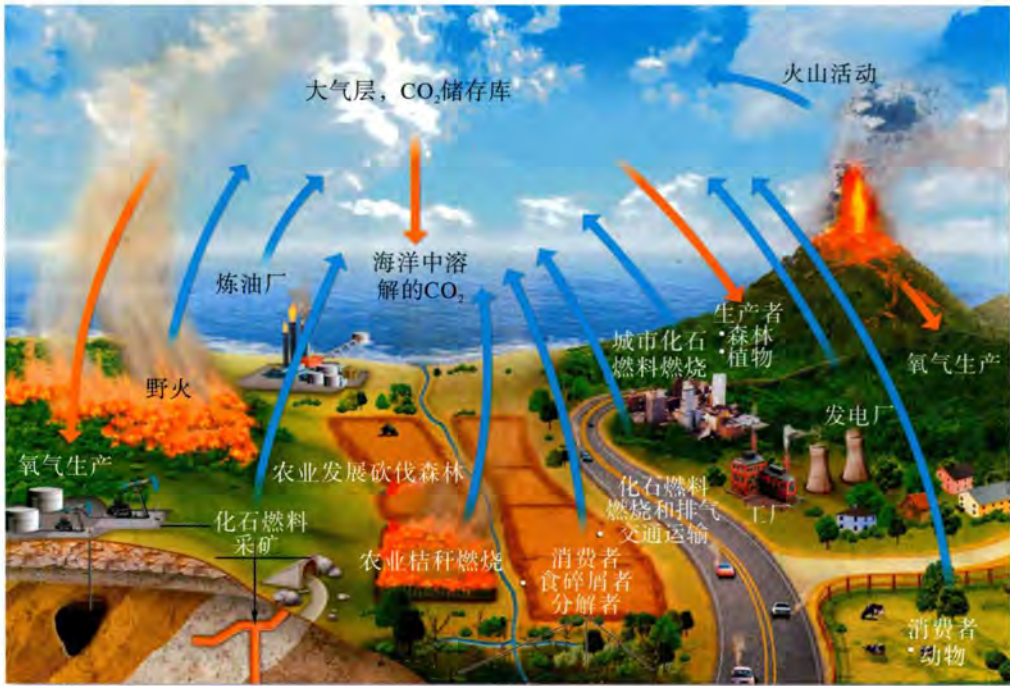 火山活动
大气层，CO₂储存库
海洋中溶
解的CO₂
炼油厂
生产者
• 森林
• 植物
城市化石
燃料燃烧
氧气生产
野火
发电厂
氧气生产
农业发展砍伐森林
化石燃料
燃烧和排气
• 交通运输
工厂
化石燃料
采矿
农业桔秆燃烧
消费者
• 食碎屑者
分解者
消费者
• 动物